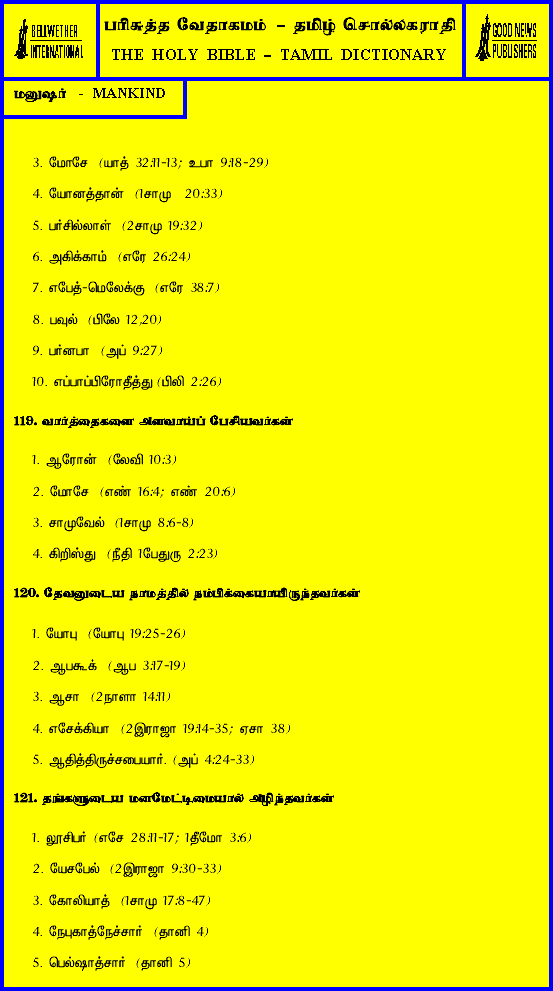 BELLWETHER
INTERNATIONAL
பரிசுத்த வேதாகமம் – தமிழ் சொல்லகராதி
THE HOLY BIBLE – TAMIL DICTIONARY
GOOD NEWS
PUBLISHERS
மனுஷர் - MANKIND
3. மோசே (யாத் 32:11-13; உபா 9:18-29)
4. யோனத்தான் (1சாமு 20:33)
5. பர்சில்லாள் (2சாமு 19:32)
6. அகிக்காம் (எரே 26:24)
7. எபேத்-மெலேக்கு (எரே 38:7)
8. பவுல் (பிலே 12,20)
9. பர்னபா (அப் 9:27)
10. எப்பாப்பிரோதீத்து (பிலி 2:26)
119. வார்த்தைகளை அளவாய்ப் பேசியவர்கள்
1. ஆரோன் (லேவி 10:3)
2. மோசே (எண் 16:4; எண் 20:6)
3. சாமுவேல் (1சாமு 8:6-8)
4. கிறிஸ்து (நீதி 1பேதுரு 2:23)
120. தேவனுடைய நாமத்தில் நம்பிக்கையாயிருந்தவர்கள்
1. யோபு (யோபு 19:25-26)
2. ஆபகூக் (ஆப 3:17-19)
3. ஆசா (2நாளா 14:11)
4. எசேக்கியா (2இராஜா 19:14-35; ஏசா 38)
5. ஆதித்திருச்சபையார். (அப் 4:24-33)
121. தங்களுடைய மனமேட்டிமையால் அழிந்தவர்கள்
1. லூசிபர் (எசே 28:11-17; 1தீமோ 3:6)
2. யேசபேல் (2இராஜா 9:30-33)
3. கோலியாத் (1சாமு 17:8-47)
4. நேபுகாத்நேச்சார் (தானி 4)
5. பெல்ஷாத்சார் (தானி 5)